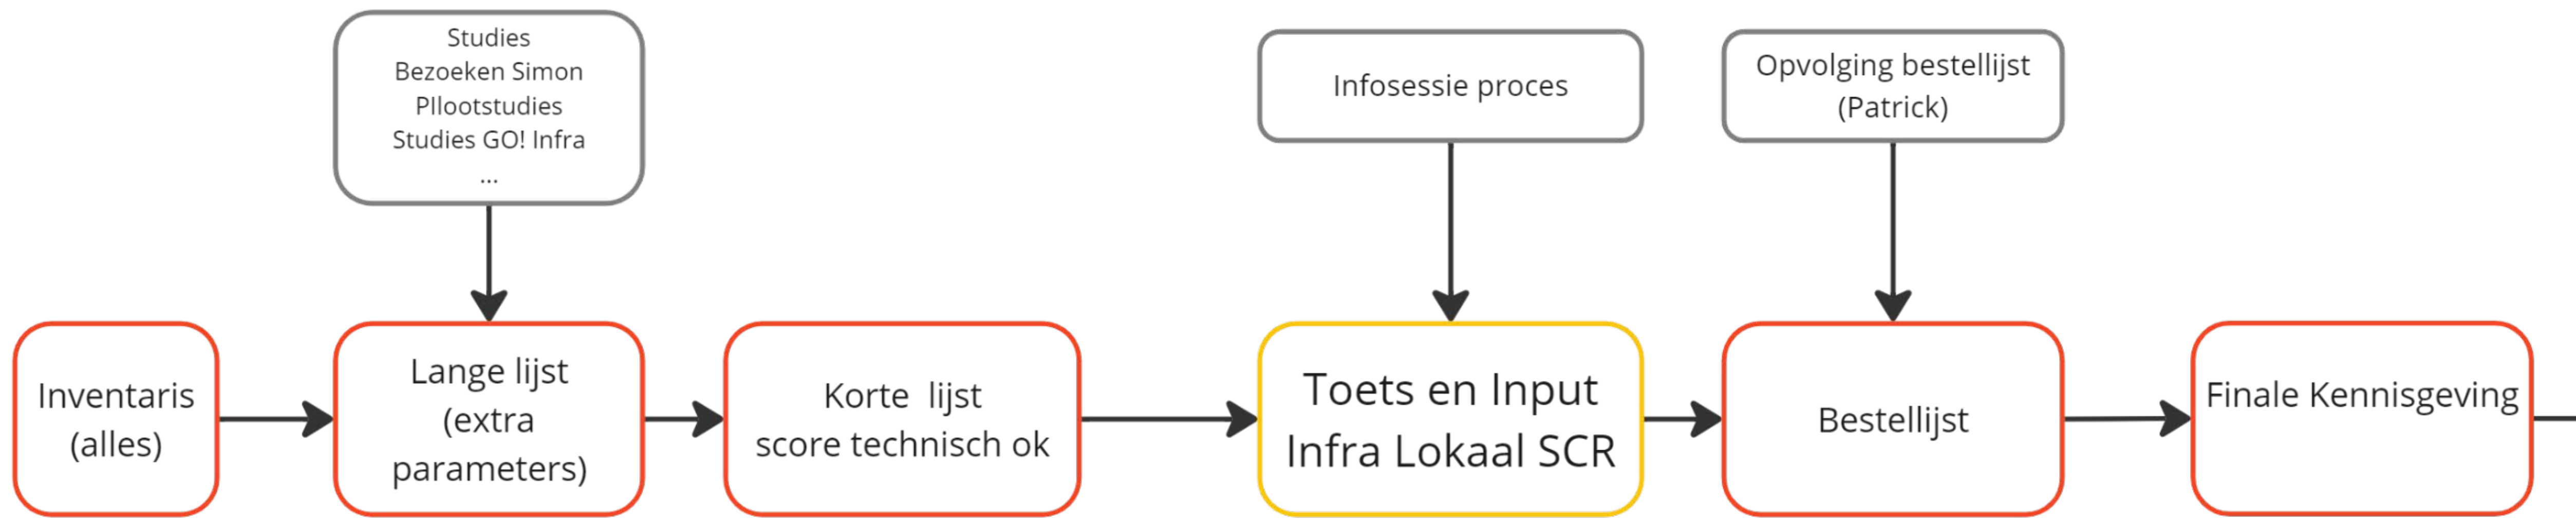 Studies
Bezoeken Simon
PIlootstudies
Studies GO! Infra
...
Infosessie proces
Opvolging bestellijst
(Patrick)
Inventaris
(alles)
Lange lijst
(extra
parameters)
Korte  lijst
score technisch ok
Toets en Input
Infra Lokaal SCR
Bestellijst
Finale Kennisgeving